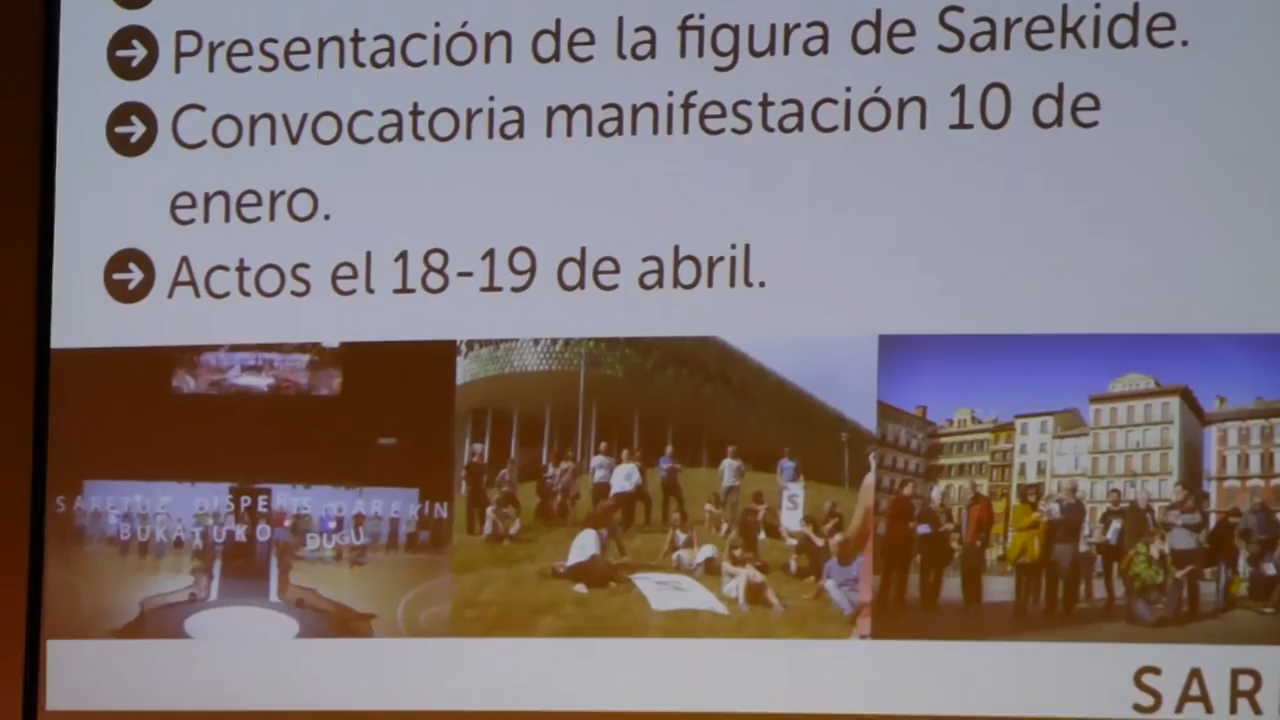 Presentación de la figura de Sarekide.
Convocatoria manifestación 10 de
enero.
Actos el 18-19 de abril.
BUKATUKO DUGU
S
SAR